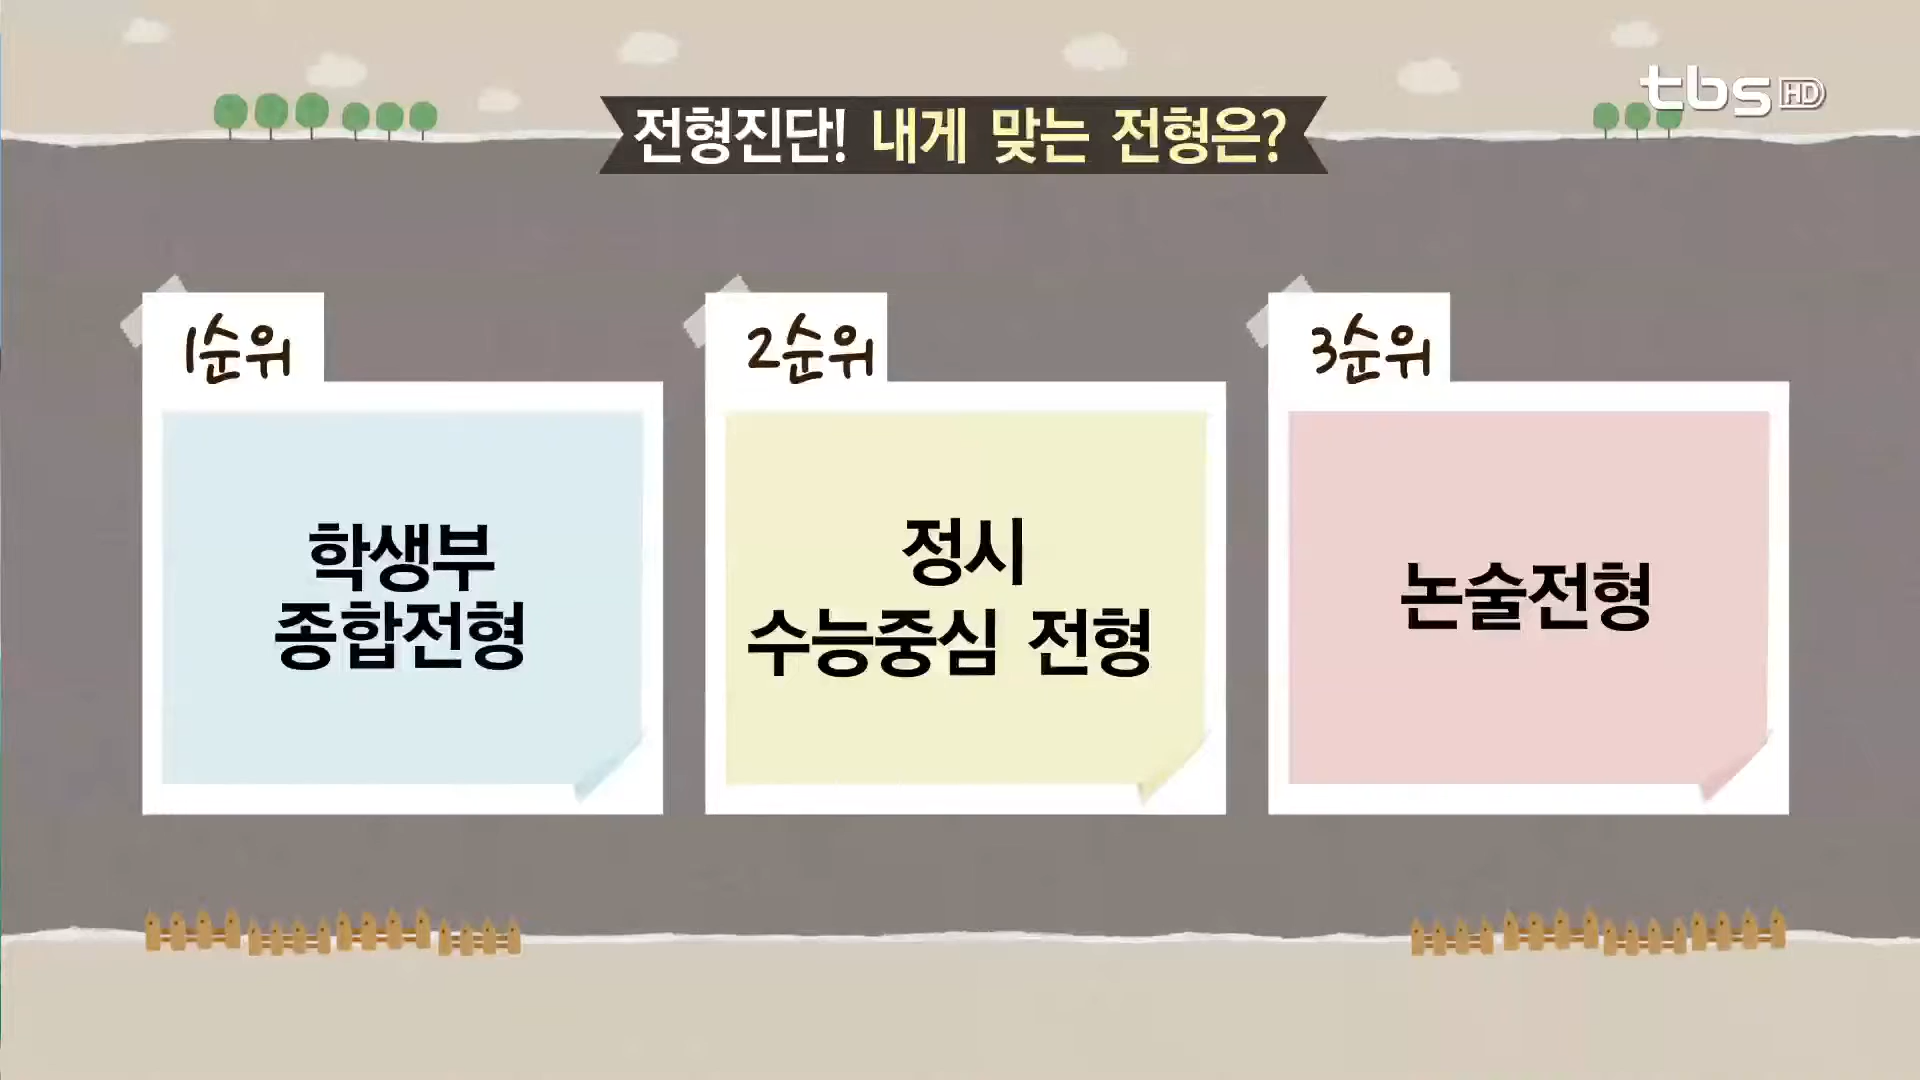 tbs HD
전형진단! 내게 맞는 전형은?
1순위
학생부
종합전형
2순위
정시
수능중심 전형
3순위
논술전형